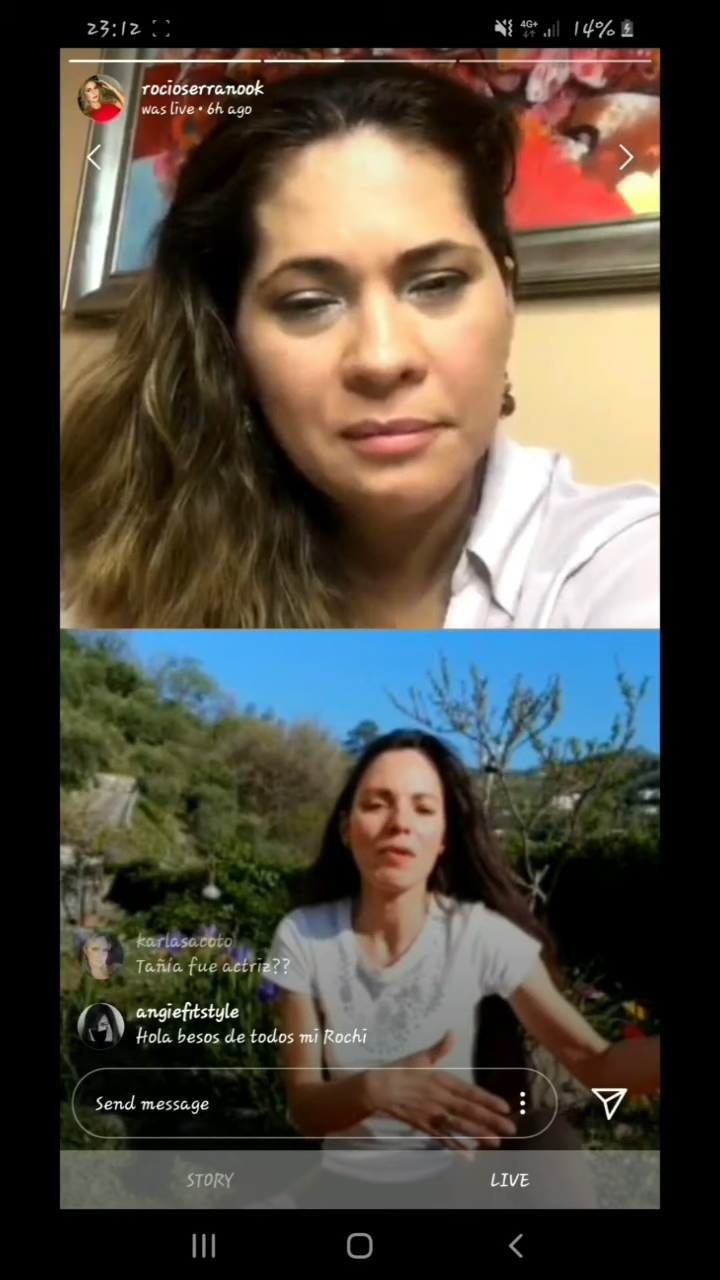 23:12
4G+ 14%
rocioserranook
was live • 6h ago
karlasacoto
Tañia fue actriz??
angiefitstyle
Hola besos de todos mi Rochi
Send message
STORY LIVE